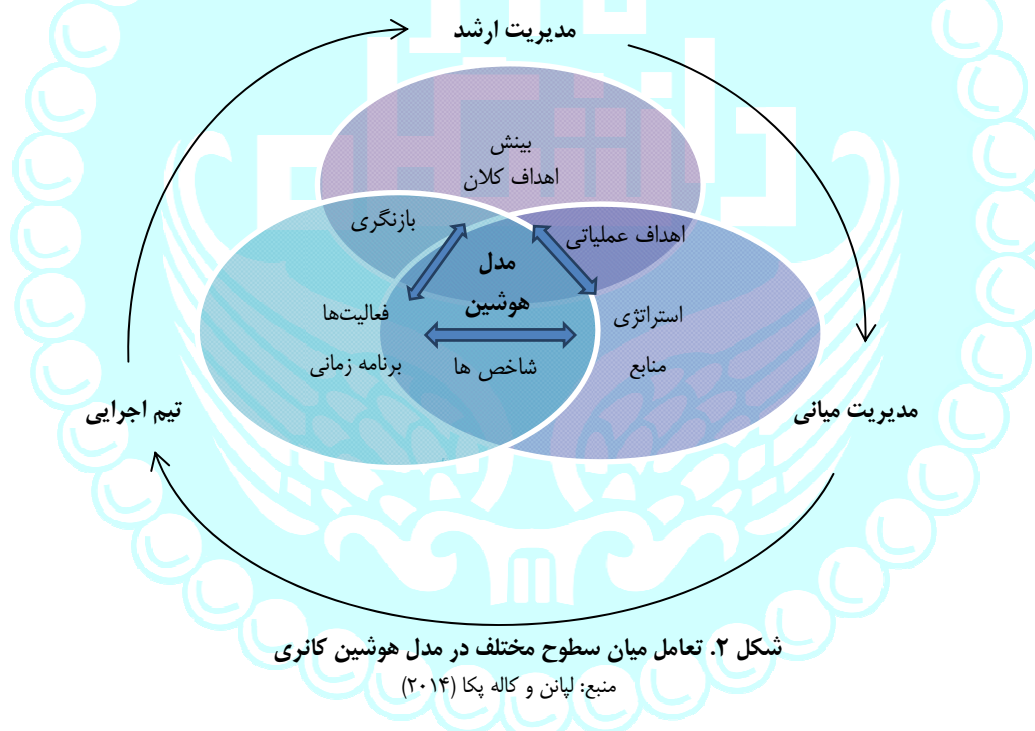 مدیریت ارشد
بینش
اهداف کلان
بازنگری
اهداف عملیاتی
مدل
هوشین
فعالیت‌ها
استراتژی
برنامه زمانی
شاخص ها
منابع
تیم اجرایی
مدیریت میانی
شکل ۲. تعامل میان سطوح مختلف در مدل هوشین کانری
منبع: لپانن و کاله پکا (۲۰۱۴)